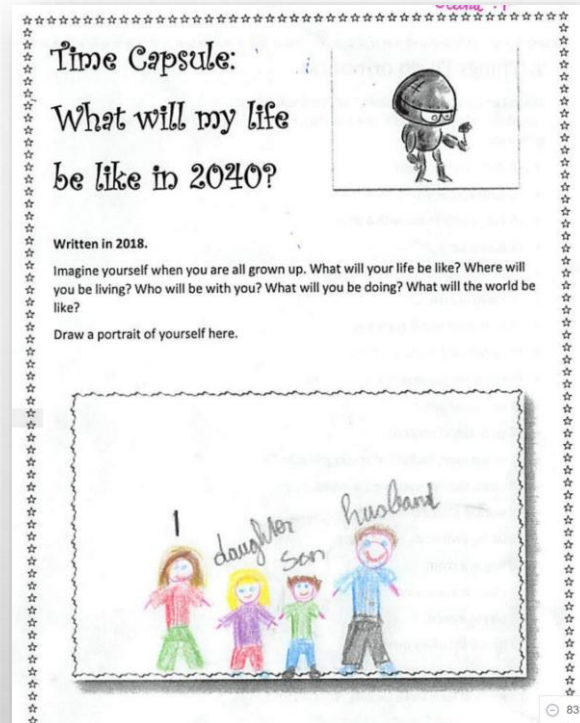 Time Capsule:
What will my life
be like in 2040?
Written in 2018.
Imagine yourself when you are all grown up. What will your life be like? Where will
you be living? Who will be with you? What will you be doing? What will the world be
like?
Draw a portrait of yourself here.
I
daughter
son
husband
83